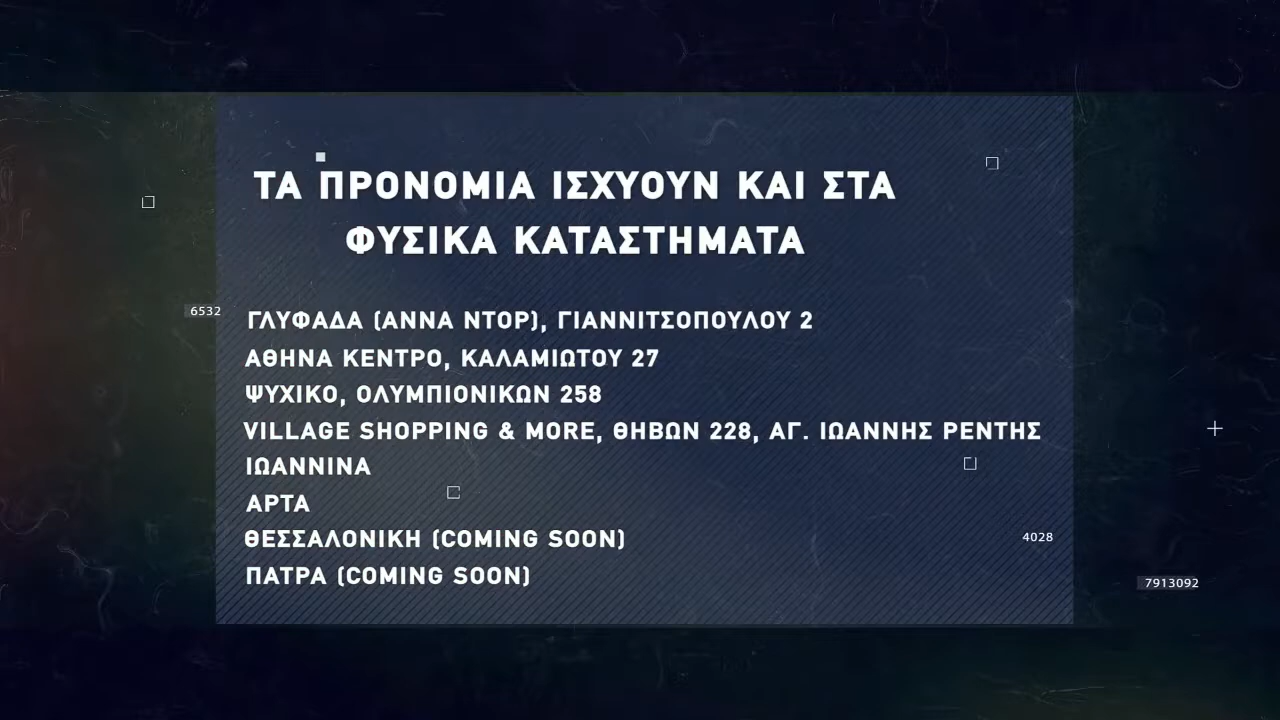 ΤΑ ΠΡΟΝΟΜΙΑ ΙΣΧΥΟΥΝ ΚΑΙ ΣΤΑ
ΦΥΣΙΚΑ ΚΑΤΑΣΤΗΜΑΤΑ
6532
ΓΛΥΦΑΔΑ (ΑΝΝΑ ΝΤΟΡ), ΓΙΑΝΝΙΤΣΟΠΟΥΛΟΥ 2
ΑΘΗΝΑ ΚΕΝΤΡΟ, ΚΑΛΑΜΙΩΤΟΥ 27
ΨΥΧΙΚΟ, ΟΛΥΜΠΙΟΝΙΚΩΝ 258
VILLAGE SHOPPING & MORE, ΘΗΒΩΝ 228, ΑΓ. ΙΩΑΝΝΗΣ ΡΕΝΤΗΣ
ΙΩΑΝΝΙΝΑ
ΑΡΤΑ
ΘΕΣΣΑΛΟΝΙΚΗ (COMING SOON)
4028
ΠΑΤΡΑ (COMING SOON)
7913092